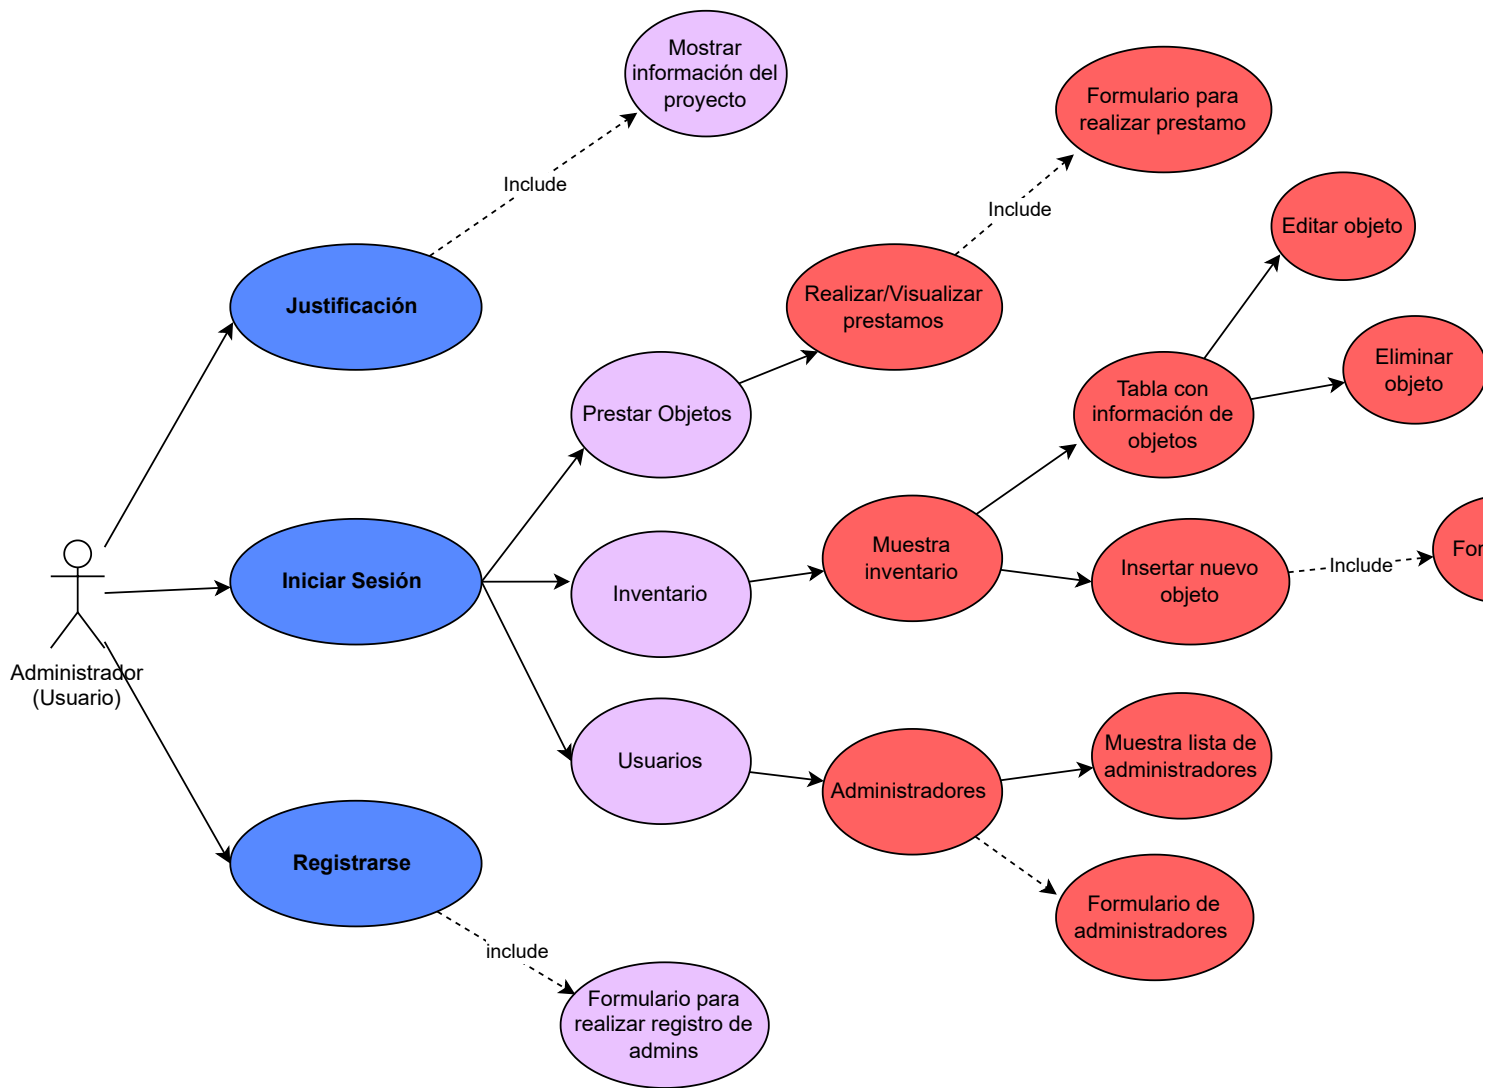 Mostrar
información del
proyecto
Formulario para
realizar prestamo
Include
Include
Editar objeto
Justificación
Realizar/Visualizar
prestamos
Eliminar
objeto
Prestar Objetos
Tabla con
información de
objetos
Iniciar Sesión
Inventario
Muestra
inventario
Insertar nuevo
objeto
Include
Administrador
(Usuario)
Usuarios
Administradores
Muestra lista de
administradores
Registrarse
Formulario de
administradores
include
Formulario para
realizar registro de
admins